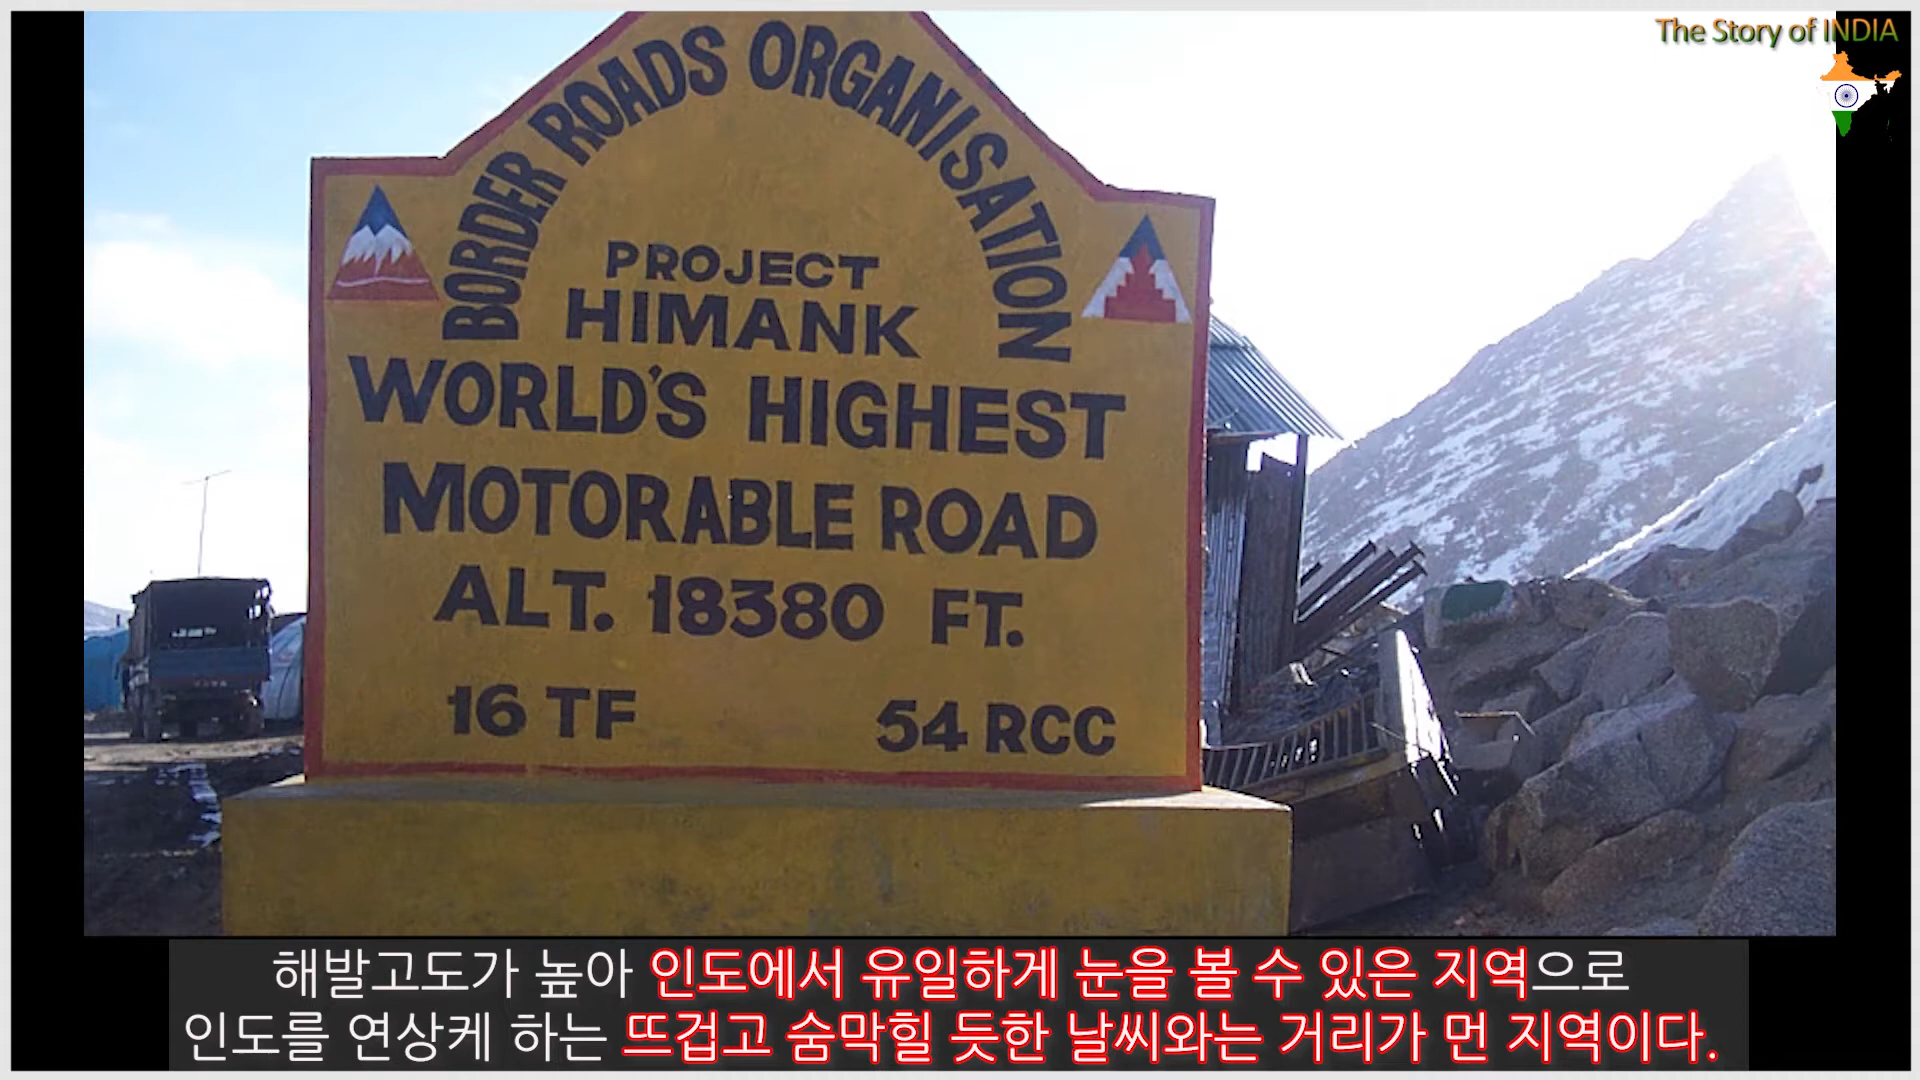 The Story of INDIA
BORDER ROADS ORGANISATION
PROJECT
HIMANK
WORLD'S HIGHEST
MOTORABLE ROAD
ALT. 18380 FT.
16 TF 54 RCC
해발고도가 높아 인도에서 유일하게 눈을 볼 수 있은 지역으로
인도를 연상케 하는 뜨겁고 숨막힐 듯한 날씨와는 거리가 먼 지역이다.